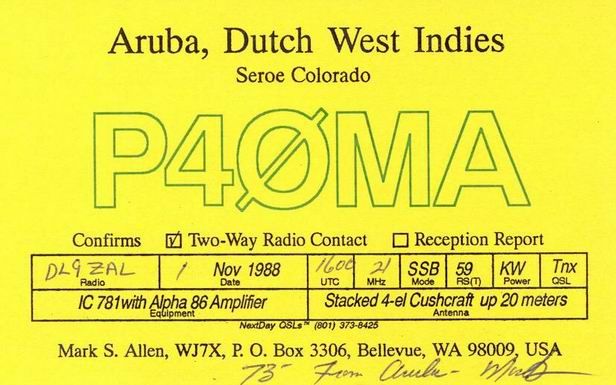 Aruba, Dutch West Indies
Seroe Colorado
P4ØMA
Confirms ☑ Two-Way Radio Contact ☐ Reception Report
DL9ZAL 1 Nov 1988 1600 21 SSB 59 KW Tnx
Radio Date UTC MHz Mode RS(T) Power QSL
IC 781with Alpha 86 Amplifier Stacked 4-el Cushcraft up 20 meters
Equipment Antenna
NextDay QSLs™ (801) 373-8425
Mark S. Allen, WJ7X, P. O. Box 3306, Bellevue, WA 98009, USA
73 From Aruba - Mark